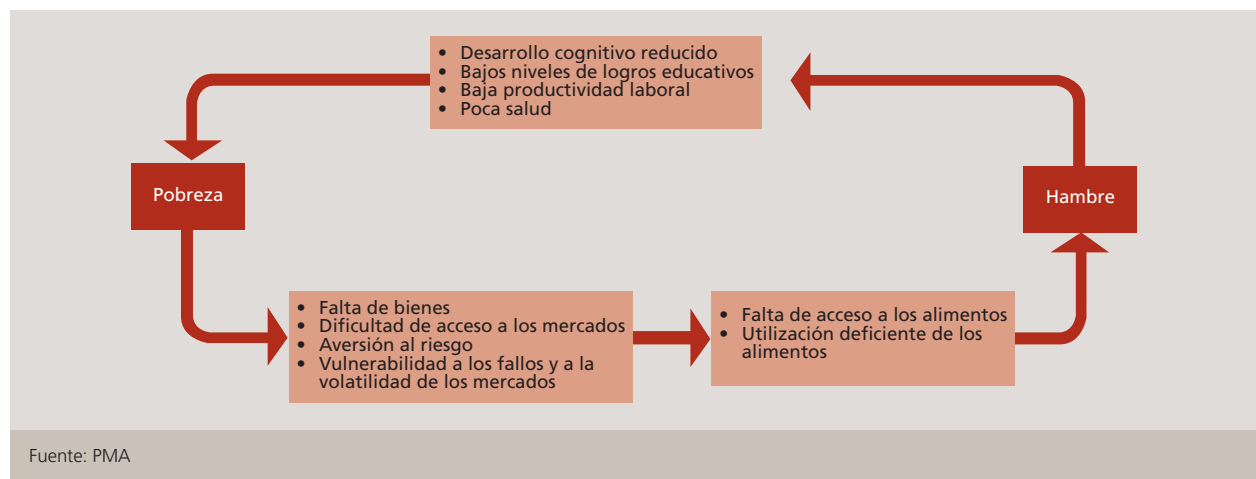 • Desarrollo cognitivo reducido
• Bajos niveles de logros educativos
• Baja productividad laboral
• Poca salud
Pobreza
Hambre
• Falta de bienes
• Dificultad de acceso a los mercados
• Aversión al riesgo
• Vulnerabilidad a los fallos y a la
volatilidad de los mercados
• Falta de acceso a los alimentos
• Utilización deficiente de los
alimentos
Fuente: PMA